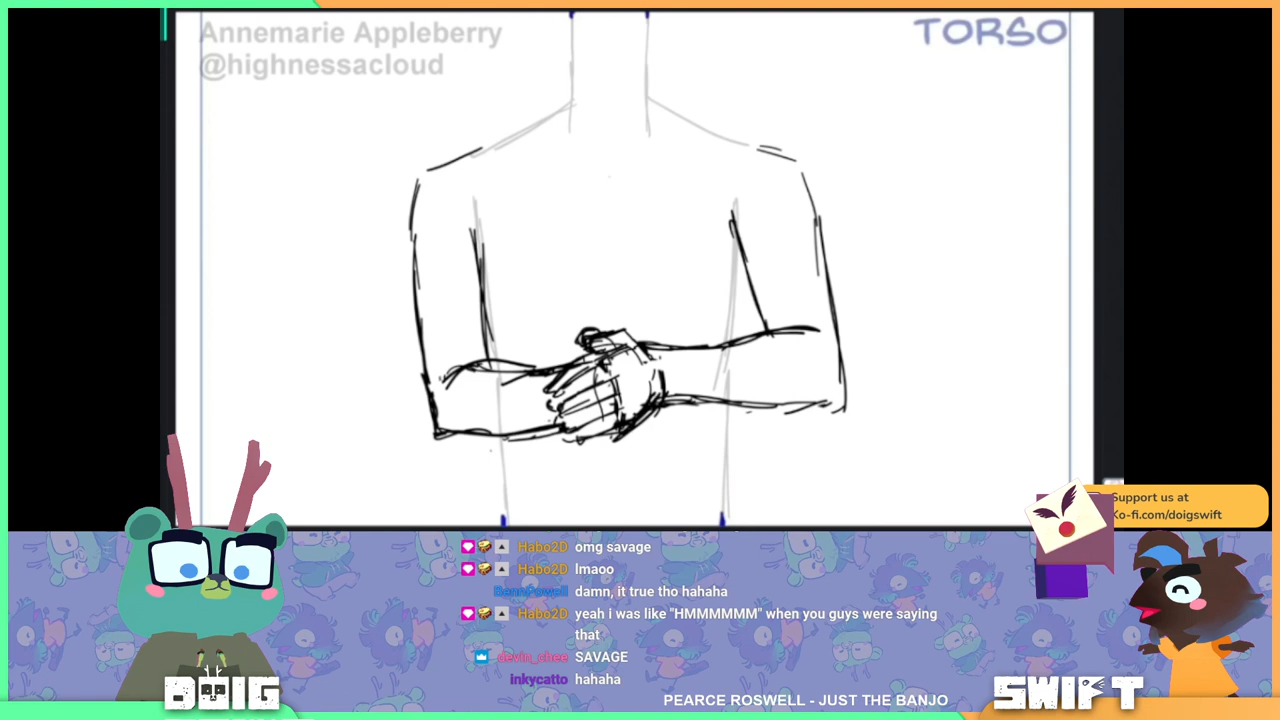 Annemarie Appleberry
@highnessacloud
TORSO
Support us at
Ko-fi.com/doigswift
Habo2D omg savage
Habo2D lmaoo
BennPowell damn, it true tho hahaha
Habo2D yeah i was like "HMMMMMM" when you guys were saying
that
devin_chee SAVAGE
inkycatto hahaha
PEARCE ROSWELL - JUST THE BANJO
DOIG
SWIFT